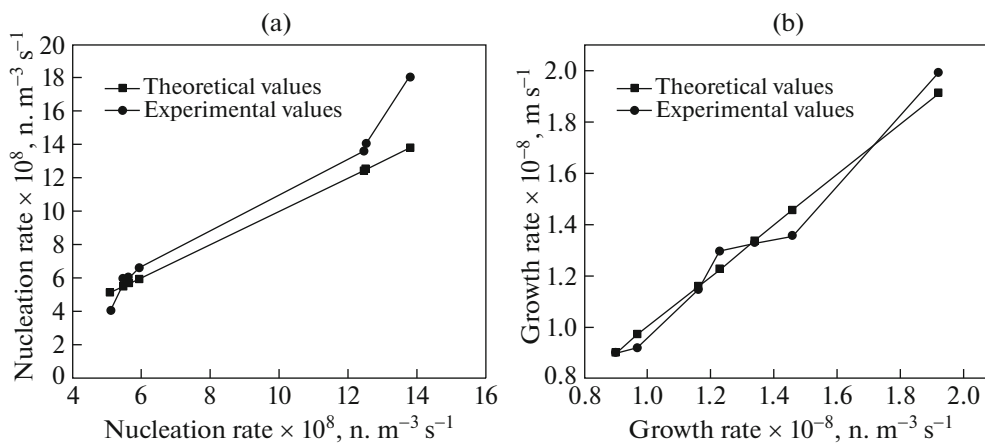 (a)
Nucleation rate × 10⁸, n. m⁻³ s⁻¹
20
18
16
14
12
10
8
6
4
2
0
Theoretical values
Experimental values
4 6 8 10 12 14 16
Nucleation rate × 10⁸, n. m⁻³ s⁻¹
(b)
Growth rate × 10⁻⁸, m s⁻¹
2.0
1.8
1.6
1.4
1.2
1.0
0.8
Theoretical values
Experimental values
0.8 1.0 1.2 1.4 1.6 1.8 2.0
Growth rate × 10⁻⁸, n. m⁻³ s⁻¹